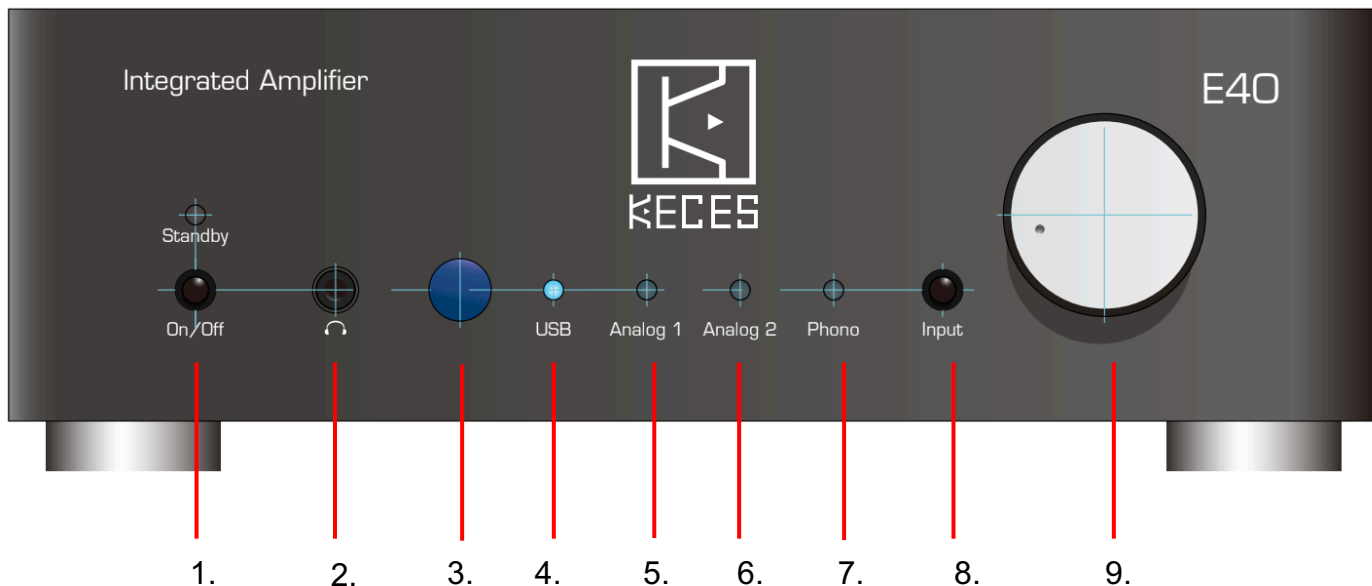 Integrated Amplifier
E40
KECES
Standby
On/Off
USB
Analog 1
Analog 2
Phono
Input
1. 2. 3. 4. 5. 6. 7. 8. 9.